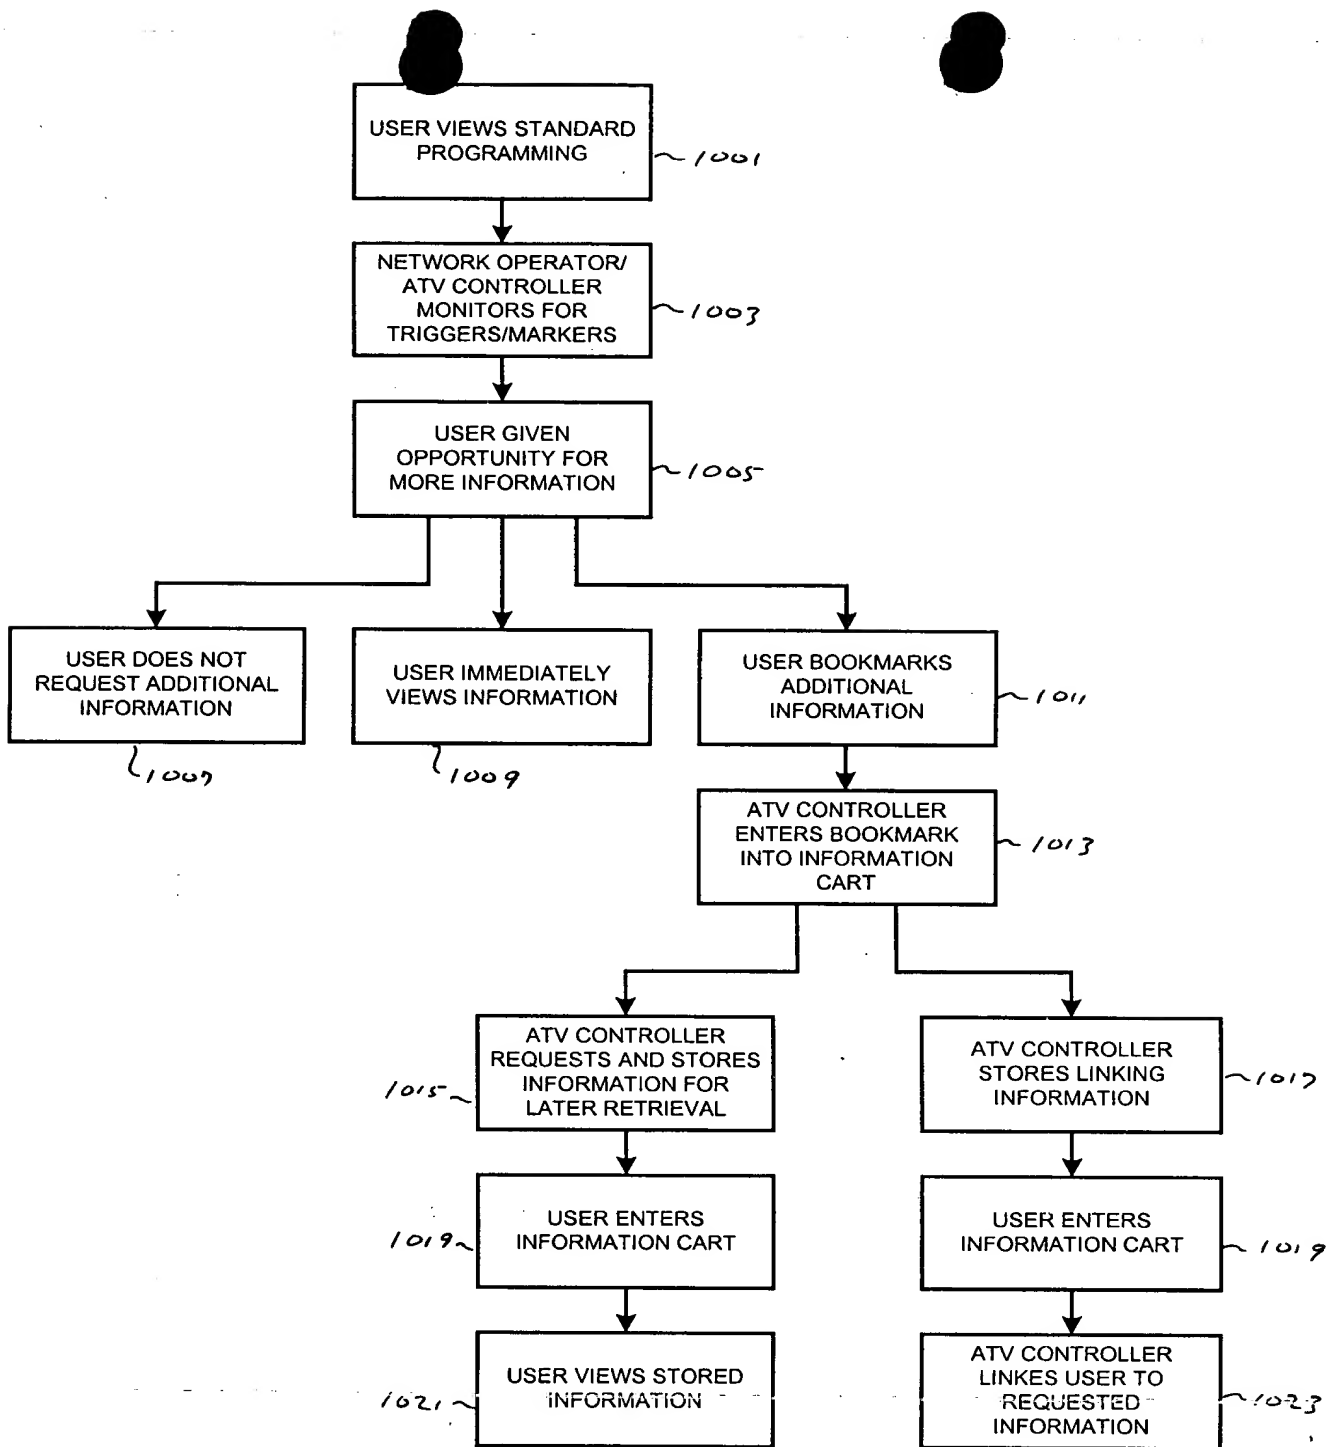 USER VIEWS STANDARD
PROGRAMMING
1001
NETWORK OPERATOR/
ATV CONTROLLER
MONITORS FOR
TRIGGERS/MARKERS
1003
USER GIVEN
OPPORTUNITY FOR
MORE INFORMATION
1005
USER DOES NOT
REQUEST ADDITIONAL
INFORMATION
1007
USER IMMEDIATELY
VIEWS INFORMATION
1009
USER BOOKMARKS
ADDITIONAL
INFORMATION
1011
ATV CONTROLLER
ENTERS BOOKMARK
INTO INFORMATION
CART
1013
ATV CONTROLLER
REQUESTS AND STORES
INFORMATION FOR
LATER RETRIEVAL
1015
ATV CONTROLLER
STORES LINKING
INFORMATION
1017
USER ENTERS
INFORMATION CART
1019
USER ENTERS
INFORMATION CART
1019
USER VIEWS STORED
INFORMATION
1021
ATV CONTROLLER
LINKES USER TO
REQUESTED
INFORMATION
1023